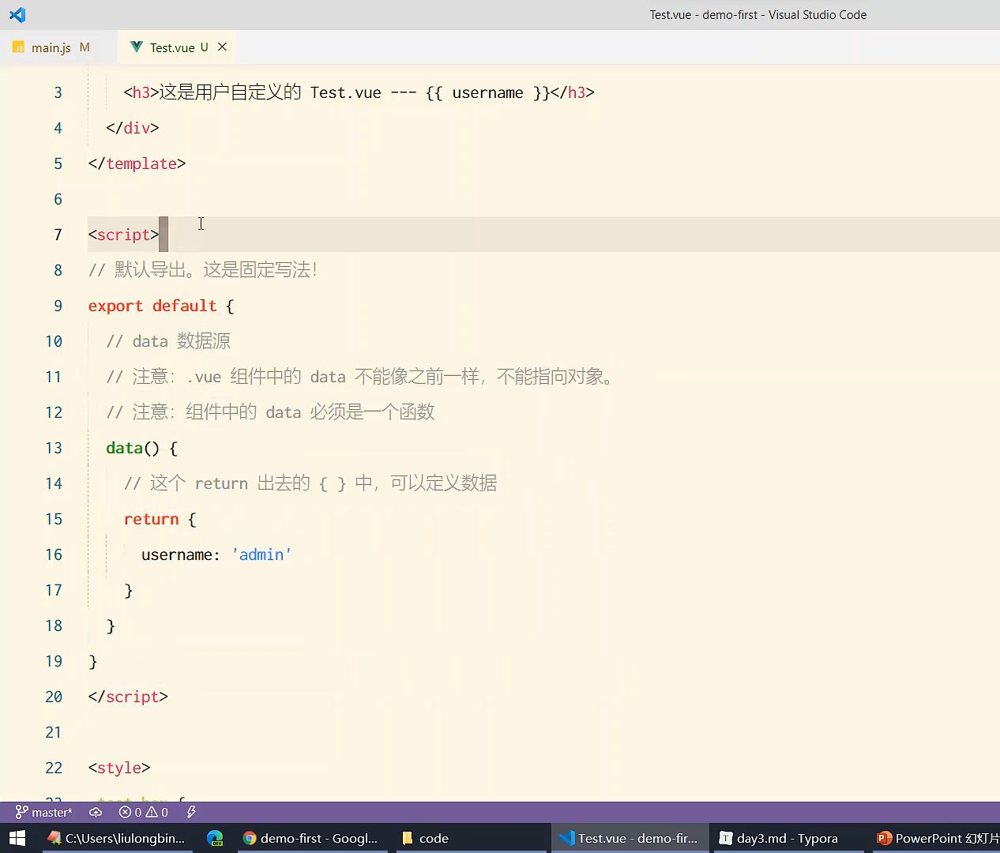 Test.vue - demo-first - Visual Studio Code
JS main.js M Test.vue U
3 <h3>这是用户自定义的 Test.vue --- {{ username }}</h3>
4 </div>
5 </template>
6
7 <script>
8 // 默认导出。这是固定写法！
9 export default {
10 // data 数据源
11 // 注意：.vue 组件中的 data 不能像之前一样，不能指向对象。
12 // 注意：组件中的 data 必须是一个函数
13 data() {
14 // 这个 return 出去的 { } 中，可以定义数据
15 return {
16 username: 'admin'
17 }
18 }
19 }
20 </script>
21
22 <style>
master* 0 0
C:\Users\liulongbin... DEV demo-first - Googl... code Test.vue - demo-fir... day3.md - Typora PowerPoint 幻灯片